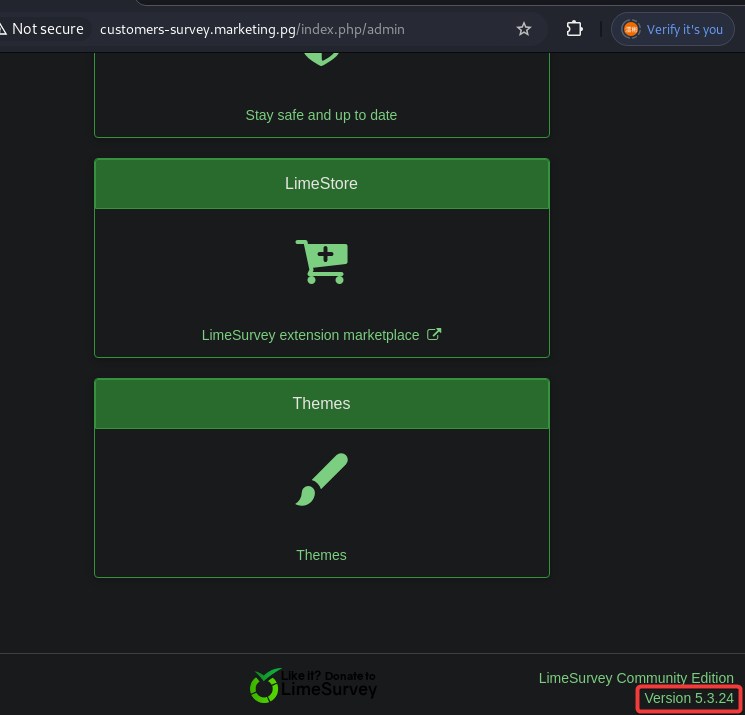 Not secure customers-survey.marketing.pg/index.php/admin Verify it's you
Stay safe and up to date
LimeStore
LimeSurvey extension marketplace
Themes
Themes
Like it? Donate to
LimeSurvey
LimeSurvey Community Edition
Version 5.3.24